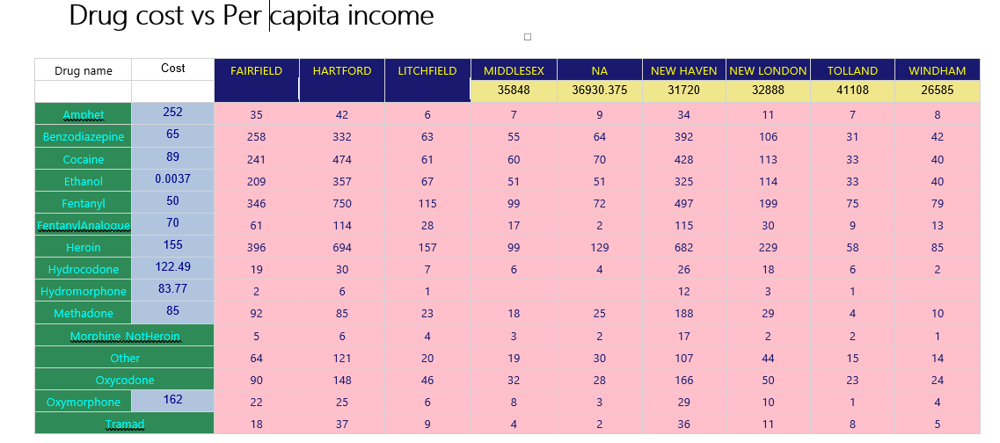 Drug cost vs Per capita income
Drug name Cost FAIRFIELD HARTFORD LITCHFIELD MIDDLESEX NA NEW HAVEN NEW LONDON TOLLAND WINDHAM
35848 36930.375 31720 32888 41108 26585
Amphet 252 35 42 6 7 9 34 11 7 8
Benzodiazepine 65 258 332 63 55 64 392 106 31 42
Cocaine 89 241 474 61 60 70 428 113 33 40
Ethanol 0.0037 209 357 67 51 51 325 114 33 40
Fentanyl 50 346 750 115 99 72 497 199 75 79
FentanylAnalogue 70 61 114 28 17 2 115 30 9 13
Heroin 155 396 694 157 99 129 682 229 58 85
Hydrocodone 122.49 19 30 7 6 4 26 18 6 2
Hydromorphone 83.77 2 6 1 12 3 1
Methadone 85 92 85 23 18 25 188 29 4 10
Morphine_NotHeroin 5 6 4 3 2 17 2 2 1
Other 64 121 20 19 30 107 44 15 14
Oxycodone 90 148 46 32 28 166 50 23 24
Oxymorphone 162 22 25 6 8 3 29 10 1 4
Tramad 18 37 9 4 2 36 11 8 5